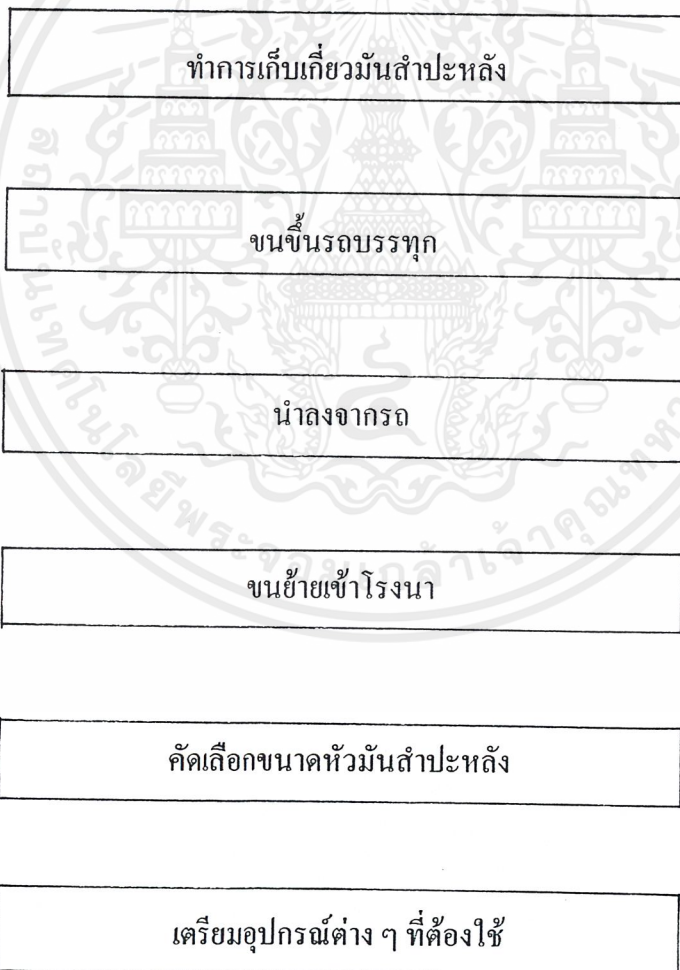 ทำการเก็บเกี่ยวมันสำปะหลัง
ขนขึ้นรถบรรทุก
นำลงจากรถ
ขนย้ายเข้าโรงนา
คัดเลือกขนาดหัวมันสำปะหลัง
เตรียมอุปกรณ์ต่าง ๆ ที่ต้องใช้